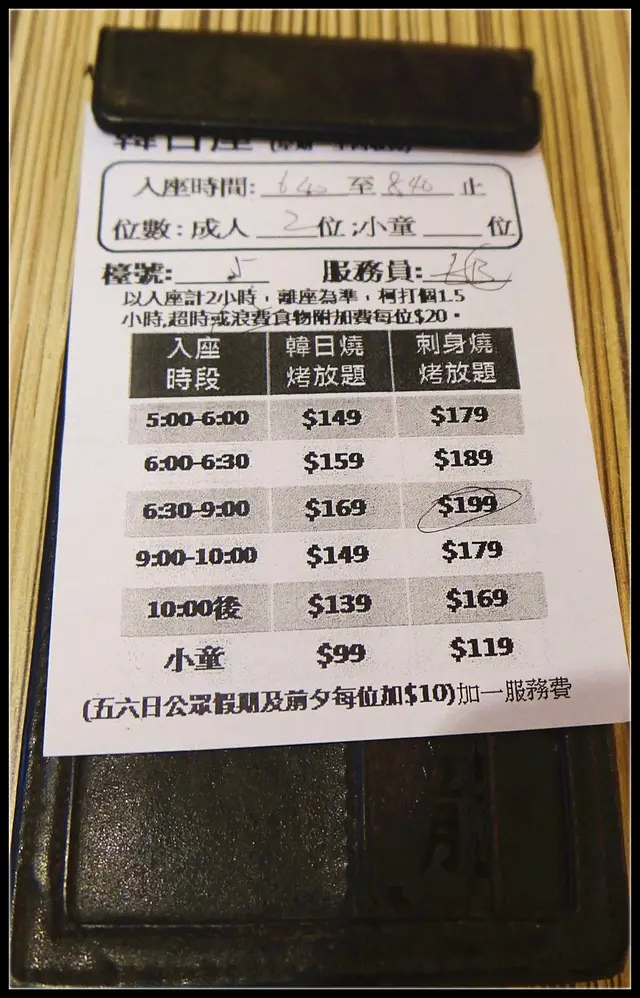 韓日座
入座時間: 640 至 840 止
位數: 成人 2 位;小童 位
檯號: 5 服務員:
以入座計2小時,離座為準,柯打個1.5
小時,超時或浪費食物附加費每位$20。
入座時段 韓日燒烤放題 刺身燒烤放題
5:00-6:00 $149 $179
6:00-6:30 $159 $189
6:30-9:00 $169 $199
9:00-10:00 $149 $179
10:00後 $139 $169
小童 $99 $119
(五六日公眾假期及前夕每位加$10)加一服務費